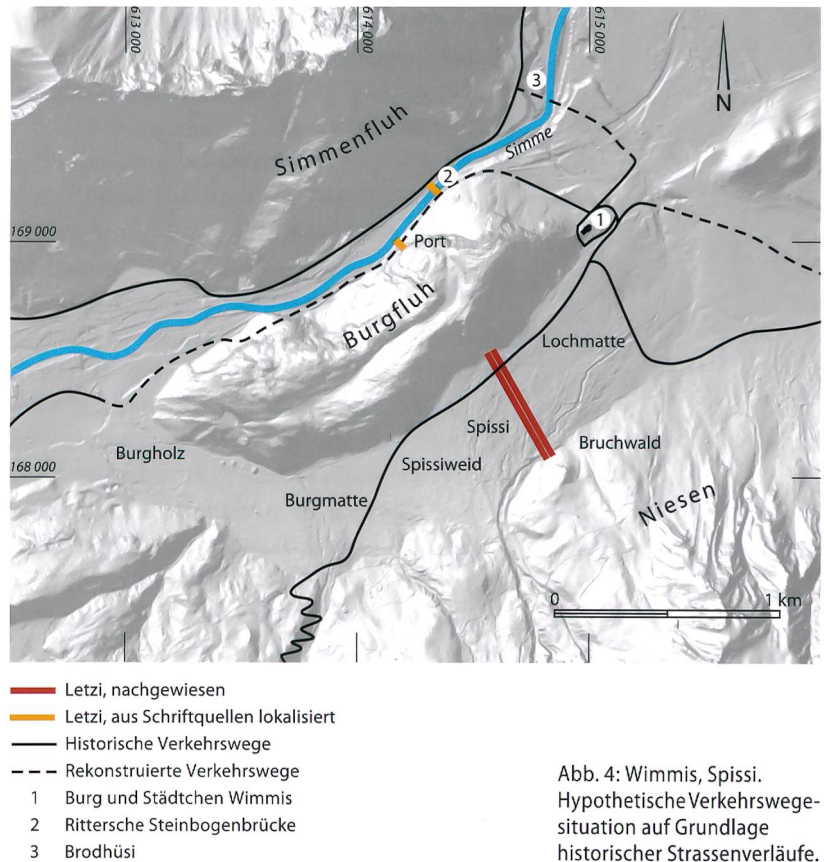 613 000
614 000
615 000
3
N
Simmenfluh
Simme
2
1
169 000
Port
Burgfluh
Lochmatte
Spissi
Bruchwald
Burgholz
Spissiweid
168 000
Burgmatte
Niesen
0 1 km
Letzi, nachgewiesen
Letzi, aus Schriftquellen lokalisiert
Historische Verkehrswege
Rekonstruierte Verkehrswege
1 Burg und Städtchen Wimmis
2 Rittersche Steinbogenbrücke
3 Brodhüsi
Abb. 4: Wimmis, Spissi.
Hypothetische Verkehrswege-
situation auf Grundlage
historischer Strassenverläufe.